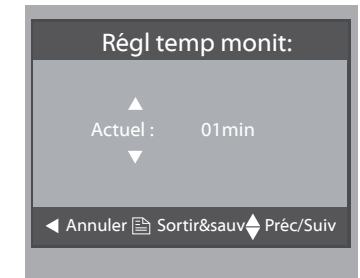 Régl temp monit:
Actuel : 01min
Annuler Sortir&sauv Préc/Suiv